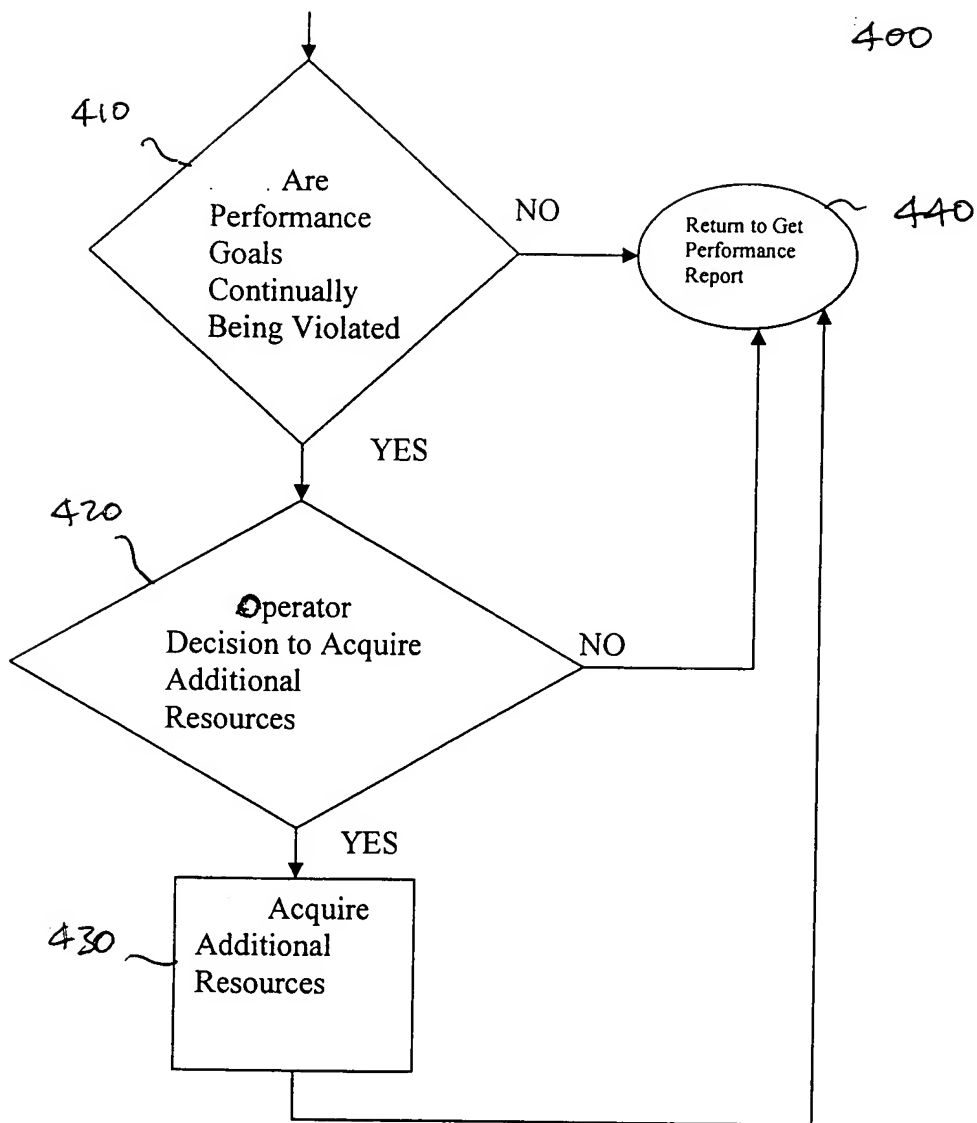 400
410
Are
Performance
Goals
Continually
Being Violated
NO
Return to Get
Performance
Report
440
YES
420
Operator
Decision to Acquire
Additional
Resources
NO
YES
430
Acquire
Additional
Resources